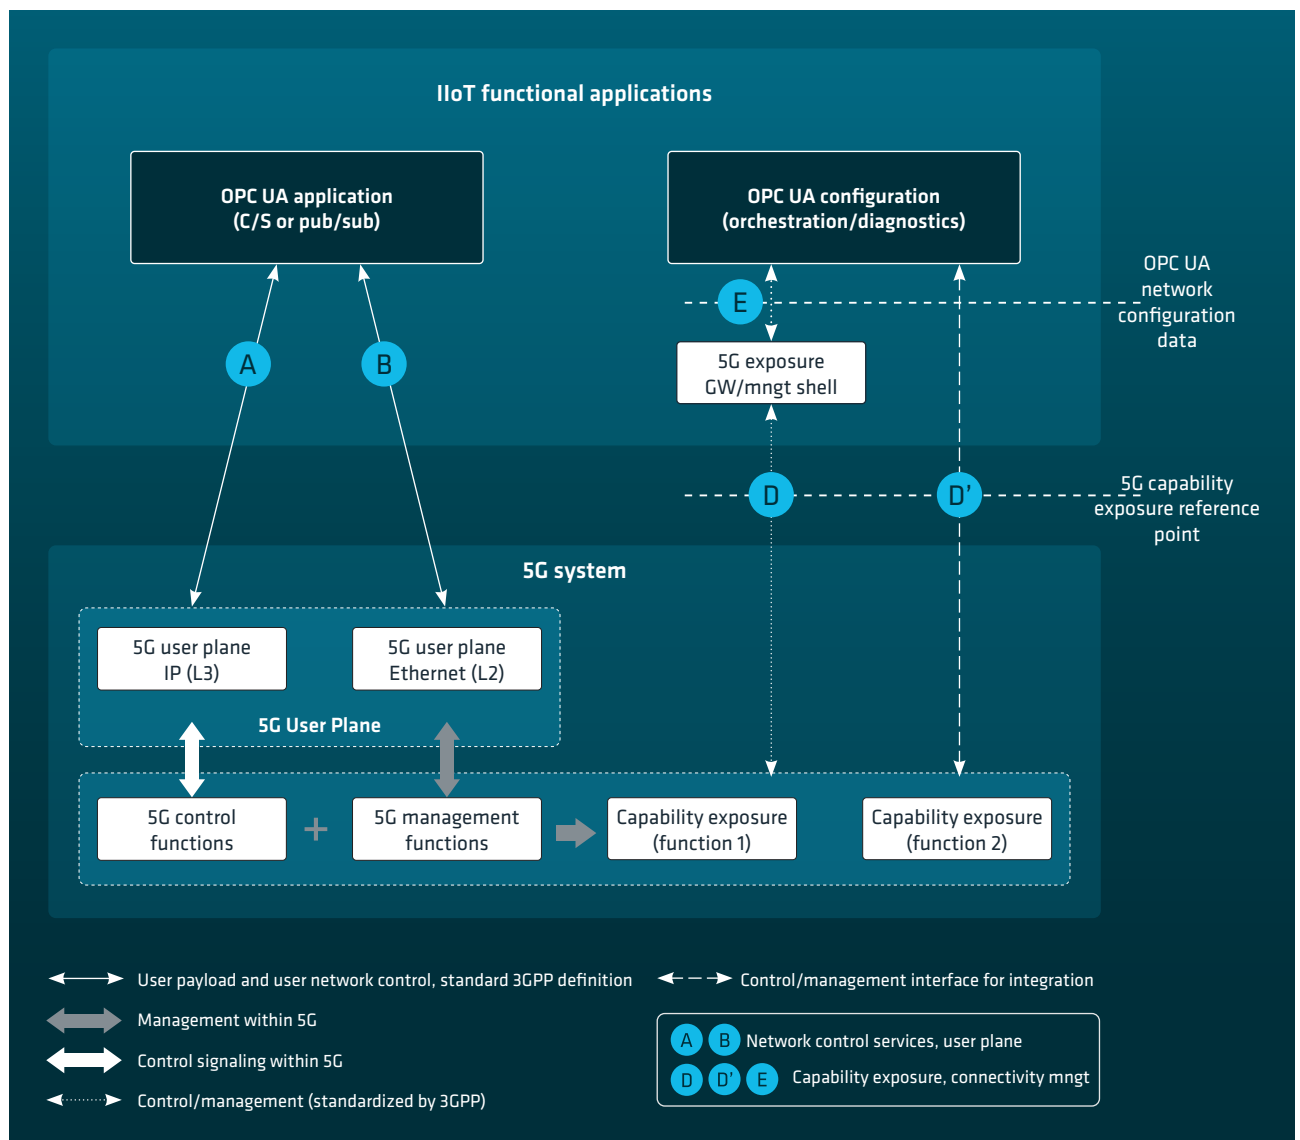 IIoT functional applications
OPC UA application
(C/S or pub/sub)
OPC UA configuration
(orchestration/diagnostics)
OPC UA
network
configuration
data
E
A
B
5G exposure
GW/mngt shell
D
D'
5G capability
exposure reference
point
5G system
5G user plane
IP (L3)
5G user plane
Ethernet (L2)
5G User Plane
5G control
functions
+
5G management
functions
Capability exposure
(function 1)
Capability exposure
(function 2)
User payload and user network control, standard 3GPP definition
Management within 5G
Control signaling within 5G
Control/management (standardized by 3GPP)
Control/management interface for integration
A B Network control services, user plane
D D' E Capability exposure, connectivity mngt